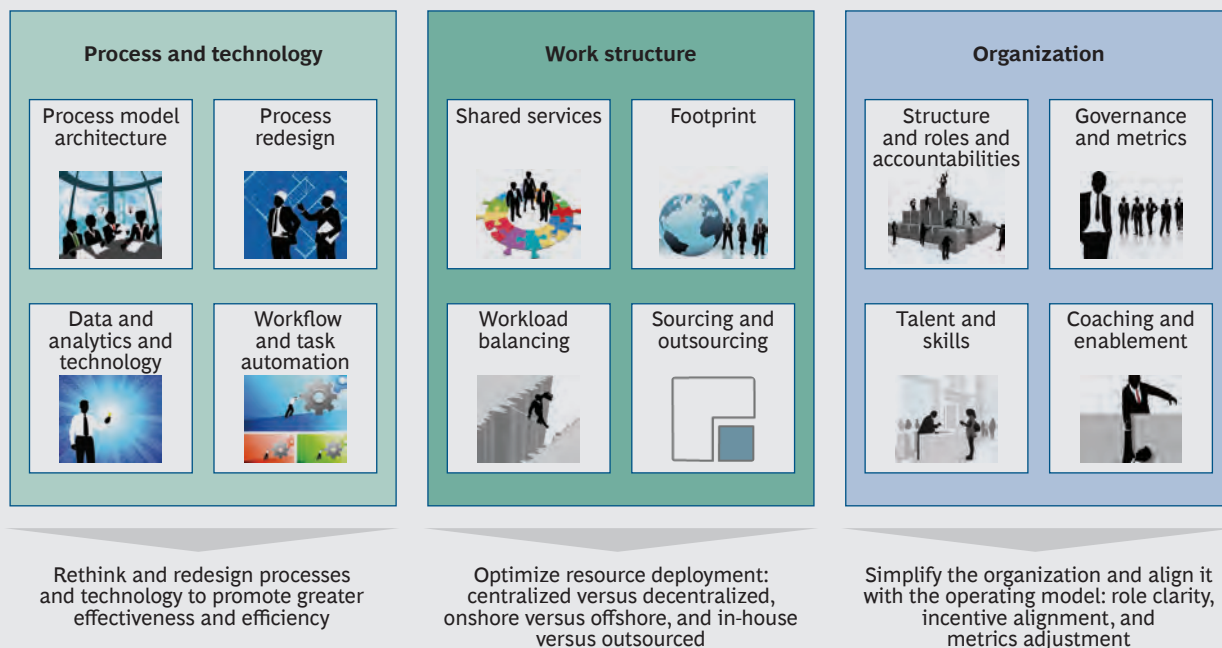 Process and technology
Process model
architecture
Process
redesign
Data and
analytics and
technology
Workflow
and task
automation
Rethink and redesign processes
and technology to promote greater
effectiveness and efficiency
Work structure
Shared services
Footprint
Workload
balancing
Sourcing and
outsourcing
Optimize resource deployment:
centralized versus decentralized,
onshore versus offshore, and in-house
versus outsourced
Organization
Structure
and roles and
accountabilities
Governance
and metrics
Talent and
skills
Coaching and
enablement
Simplify the organization and align it
with the operating model: role clarity,
incentive alignment, and
metrics adjustment